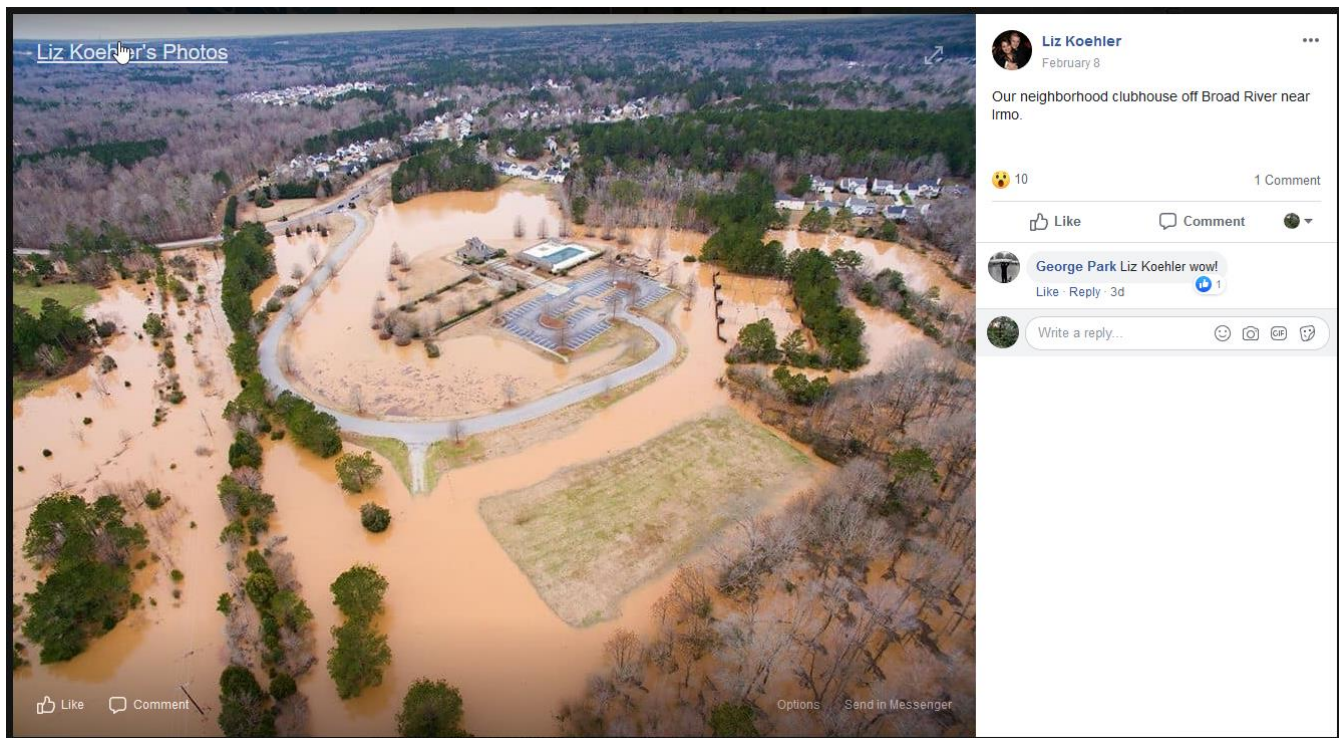 Liz Koehler's Photos
Liz Koehler
February 8
Our neighborhood clubhouse off Broad River near
Irmo.
10
1 Comment
Like
Comment
George Park Liz Koehler wow!
1
Like · Reply · 3d
Write a reply...
GIF
Like
Comment
Options
Send in Messenger